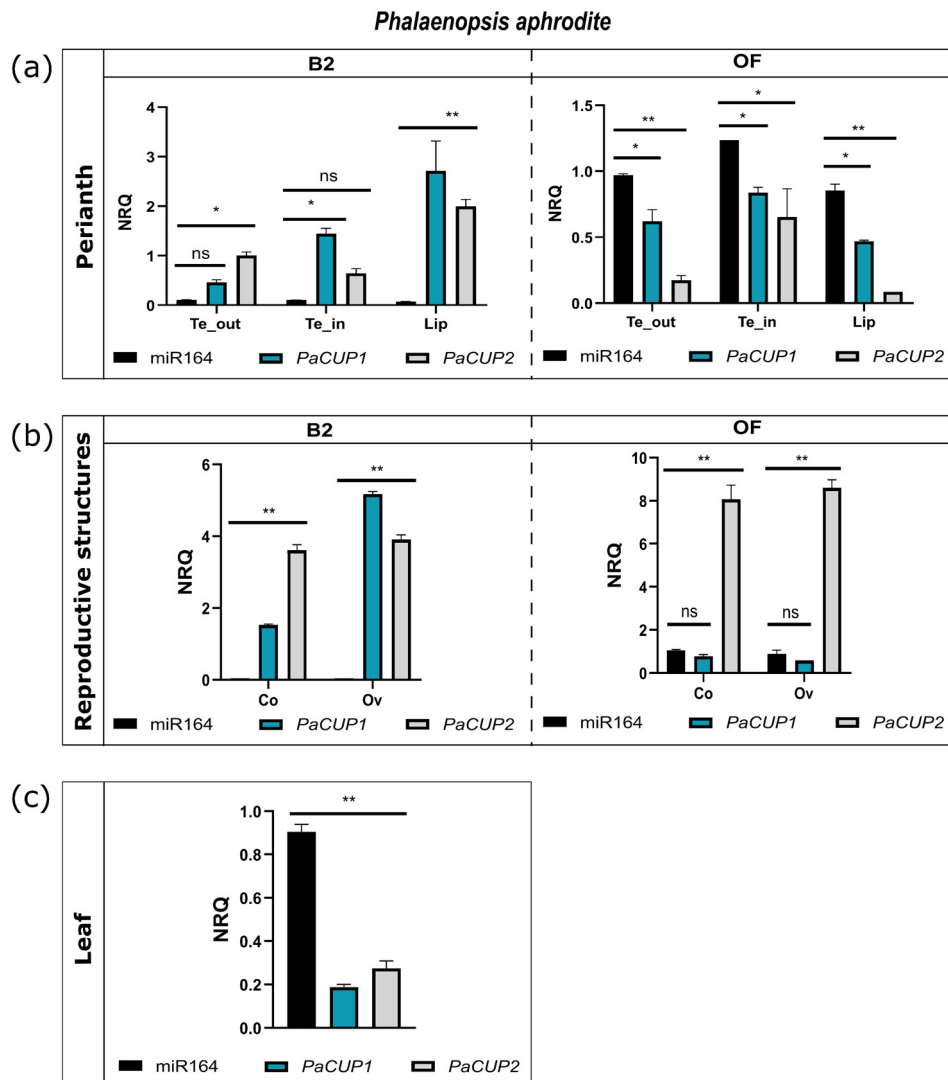 Phalaenopsis aphrodite
(a)
Perianth
B2
OF
NRQ
4
3
2
1
0
ns
*
*
ns
**
Te_out
Te_in
Lip
miR164
PaCUP1
PaCUP2
NRQ
1.5
1.0
0.5
0.0
**
*
*
*
**
*
Te_out
Te_in
Lip
miR164
PaCUP1
PaCUP2
(b)
Reproductive structures
B2
OF
NRQ
6
4
2
0
**
**
Co
Ov
miR164
PaCUP1
PaCUP2
NRQ
10
8
6
4
2
0
**
ns
**
ns
Co
Ov
miR164
PaCUP1
PaCUP2
(c)
Leaf
NRQ
1.0
0.8
0.6
0.4
0.2
0.0
**
miR164
PaCUP1
PaCUP2